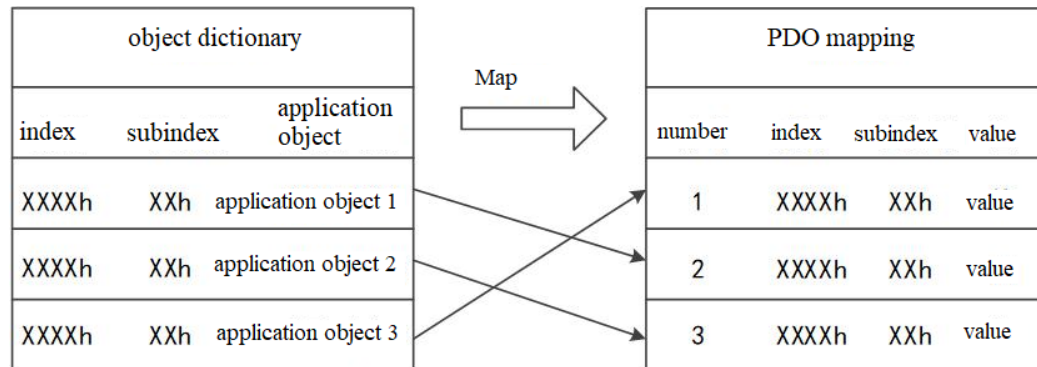 object dictionary
PDO mapping
Map
index subindex application object
number index subindex value
XXXXh XXh application object 1
1 XXXXh XXh value
XXXXh XXh application object 2
2 XXXXh XXh value
XXXXh XXh application object 3
3 XXXXh XXh value